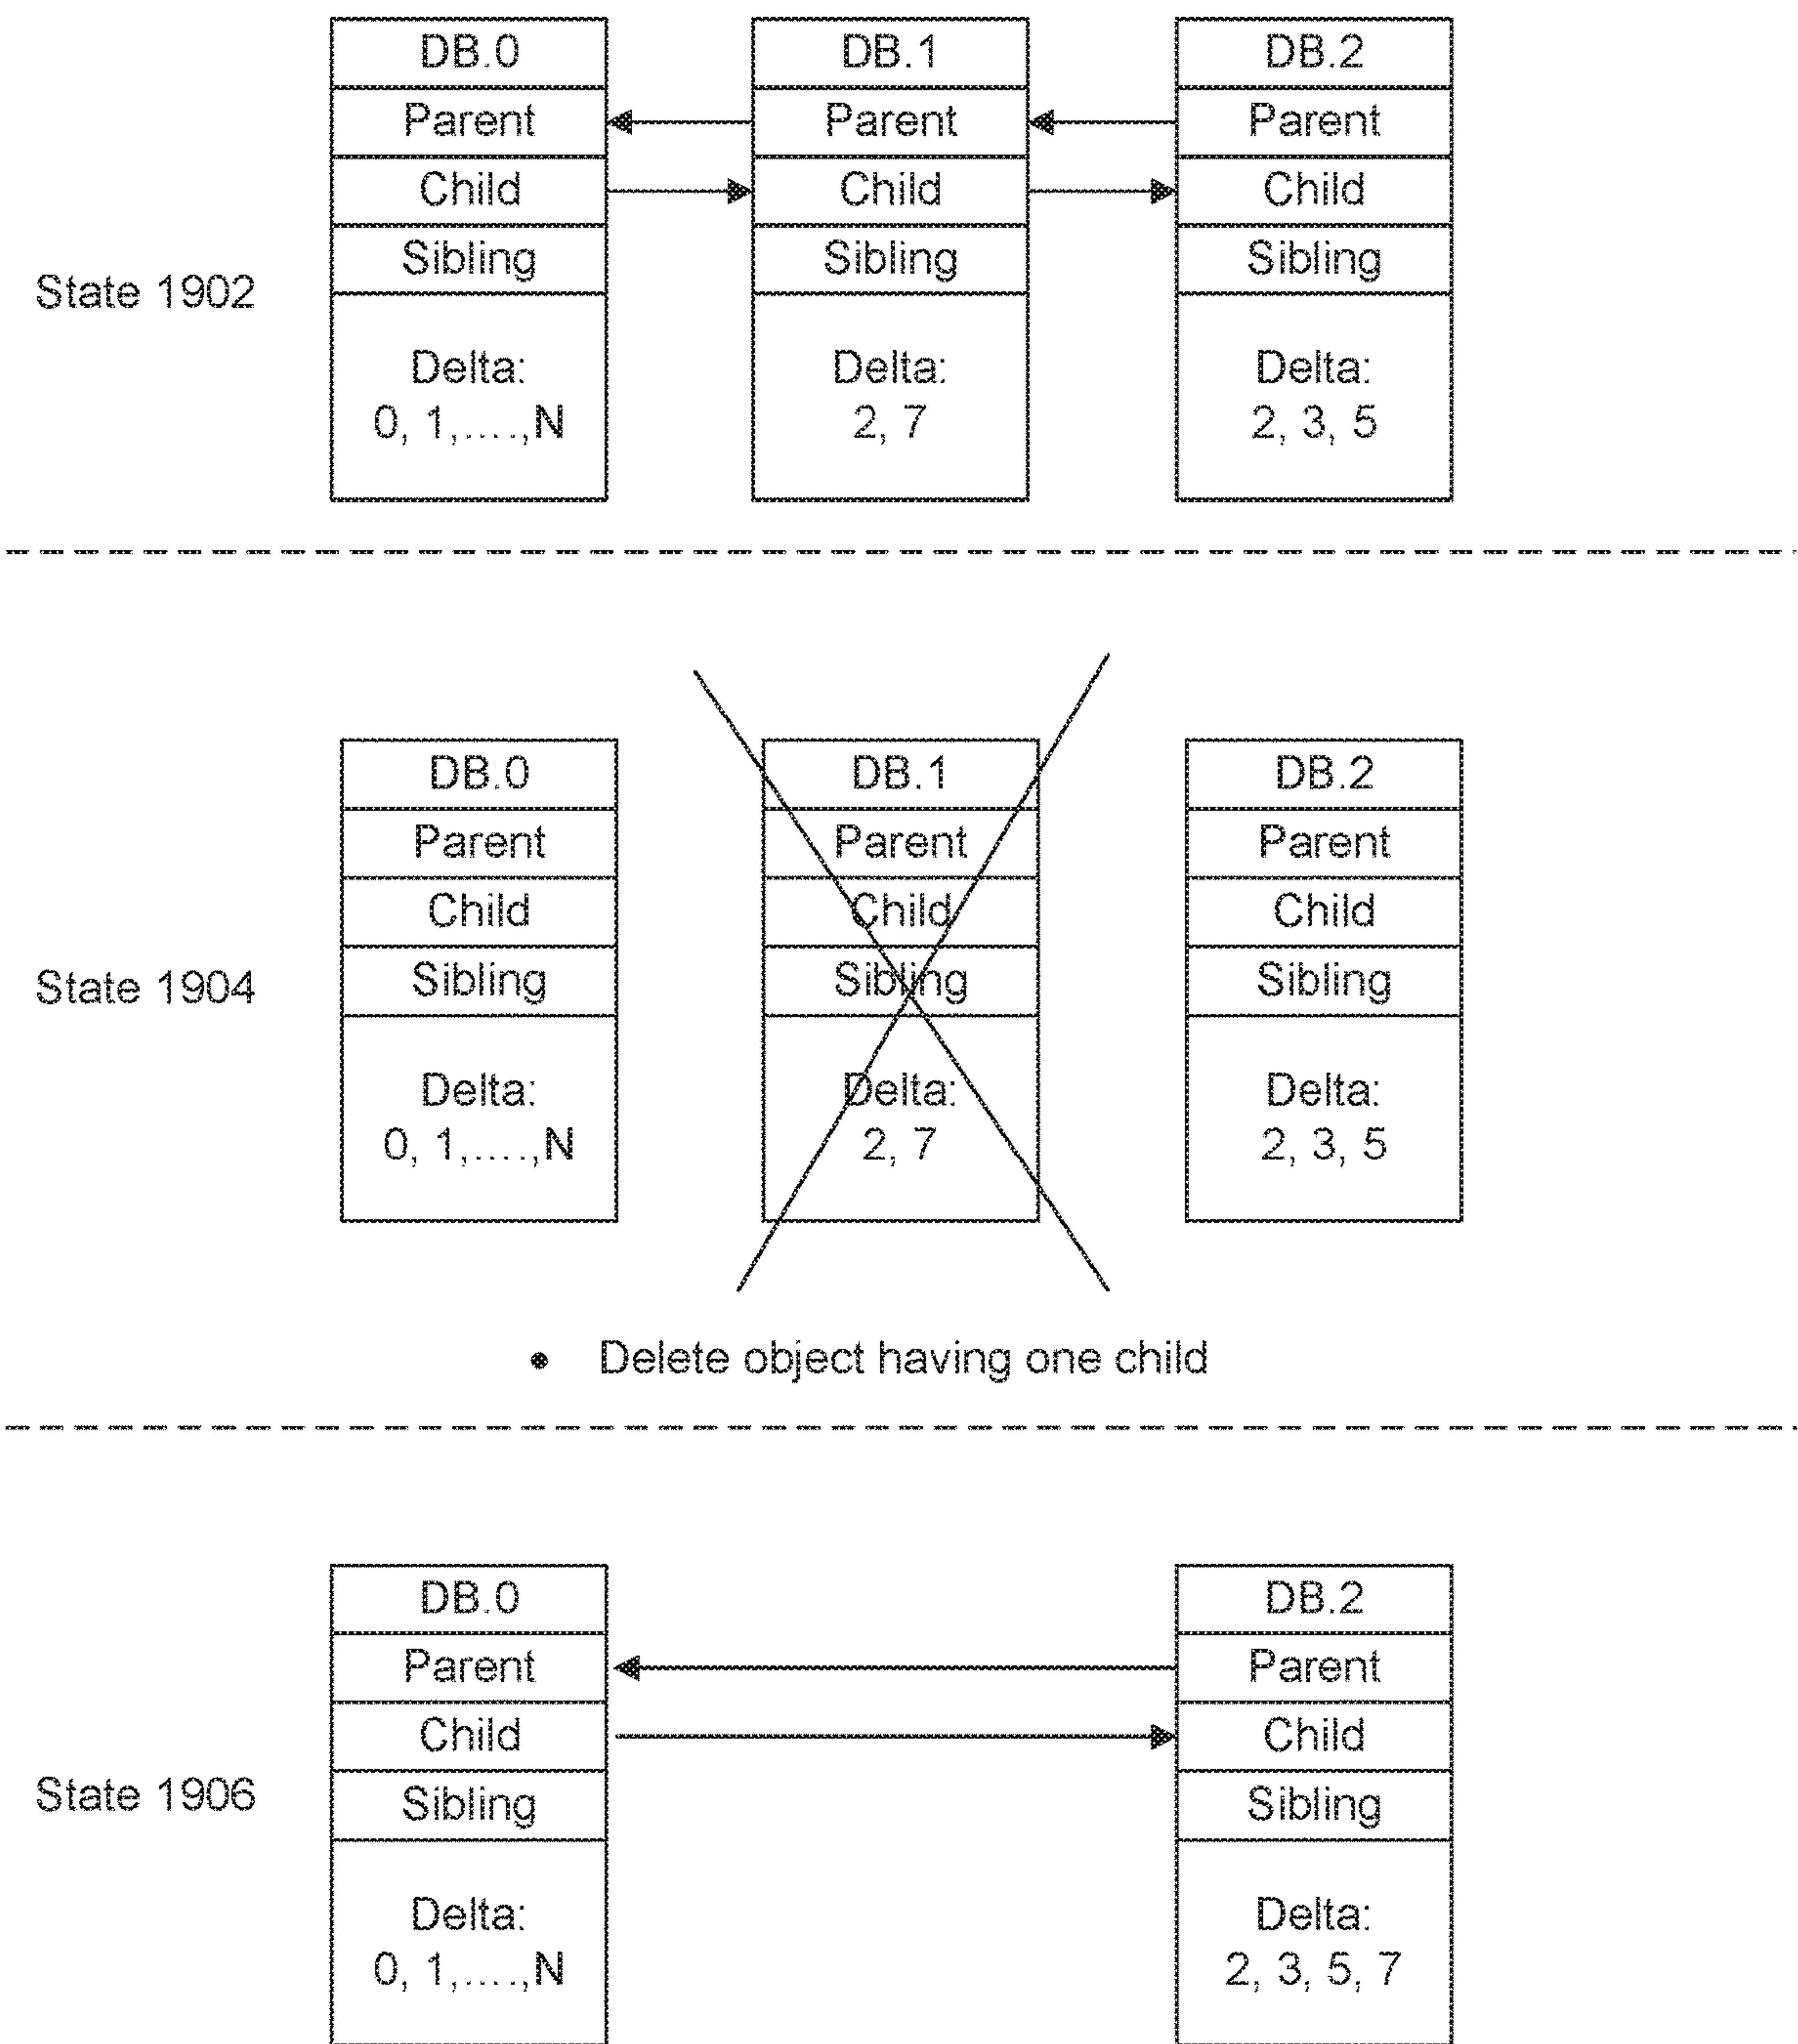 DB.0
DB.1
DB.2
Parent
Parent
Parent
Child
Child
Child
Sibling
Sibling
Sibling
State 1902
Delta:
0, 1,....,N
Delta:
2, 7
Delta:
2, 3, 5
DB.0
DB.1
DB.2
Parent
Parent
Parent
Child
Child
Child
State 1904
Sibling
Sibling
Sibling
Delta:
0, 1,....,N
Delta:
2, 7
Delta:
2, 3, 5
• Delete object having one child
DB.0
DB.2
Parent
Parent
Child
Child
State 1906
Sibling
Sibling
Delta:
0, 1,....,N
Delta:
2, 3, 5, 7